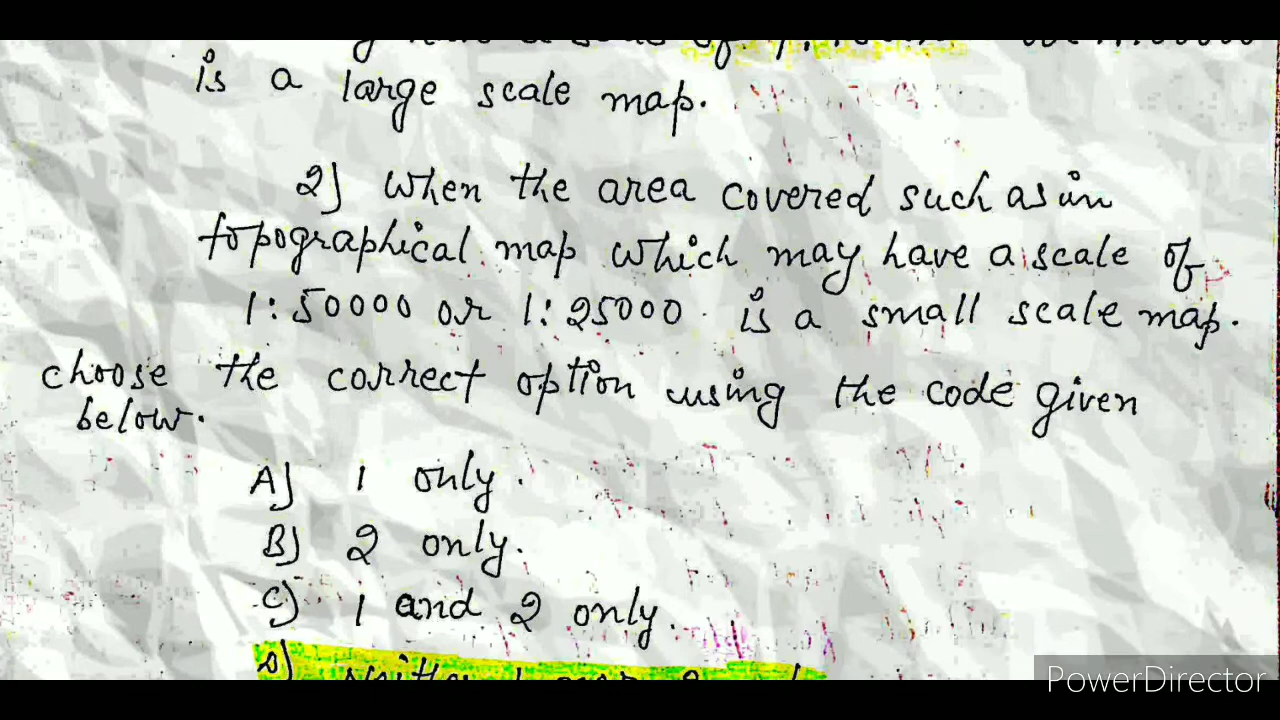 is a large scale map.
2) When the area covered such as in
topographical map which may have a scale of
1:50000 or 1:25000 is a small scale map.
choose the correct option using the code given
below.
A) 1 only.
B) 2 only.
C) 1 and 2 only.
D)
PowerDirector